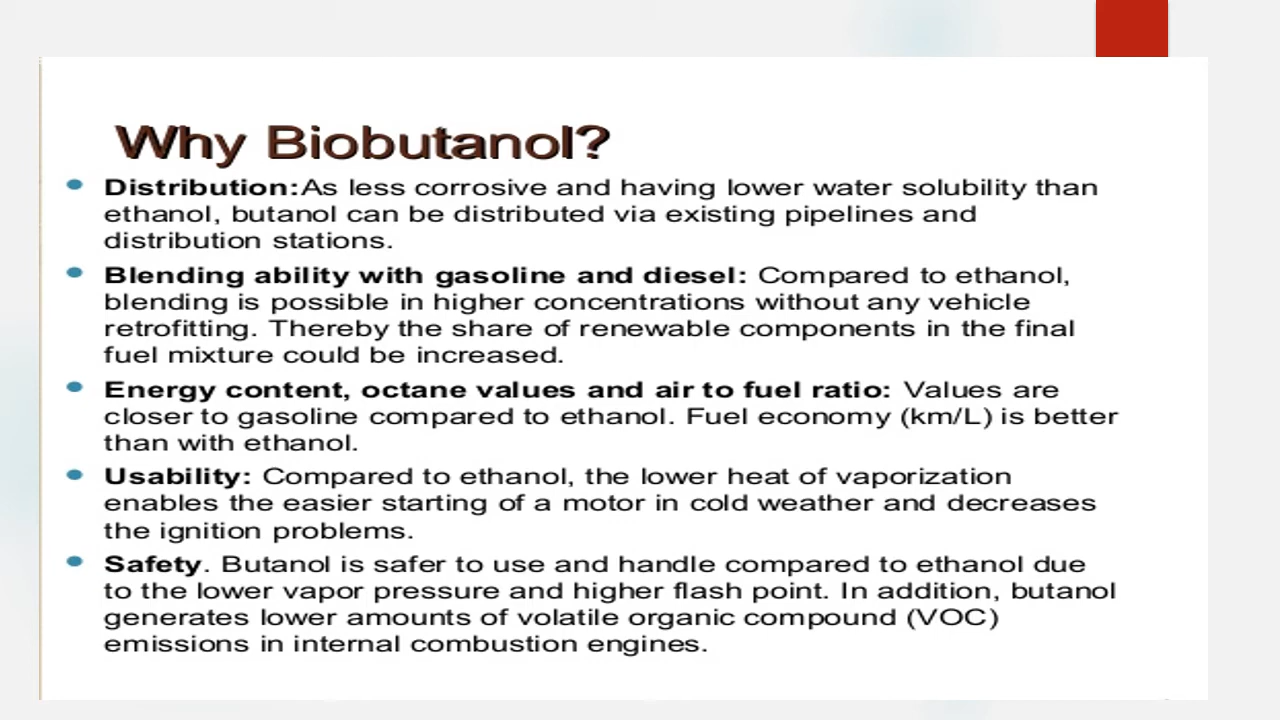 Why Biobutanol?
Distribution:As less corrosive and having lower water solubility than
ethanol, butanol can be distributed via existing pipelines and
distribution stations.
Blending ability with gasoline and diesel: Compared to ethanol,
blending is possible in higher concentrations without any vehicle
retrofitting. Thereby the share of renewable components in the final
fuel mixture could be increased.
Energy content, octane values and air to fuel ratio: Values are
closer to gasoline compared to ethanol. Fuel economy (km/L) is better
than with ethanol.
Usability: Compared to ethanol, the lower heat of vaporization
enables the easier starting of a motor in cold weather and decreases
the ignition problems.
Safety. Butanol is safer to use and handle compared to ethanol due
to the lower vapor pressure and higher flash point. In addition, butanol
generates lower amounts of volatile organic compound (VOC)
emissions in internal combustion engines.